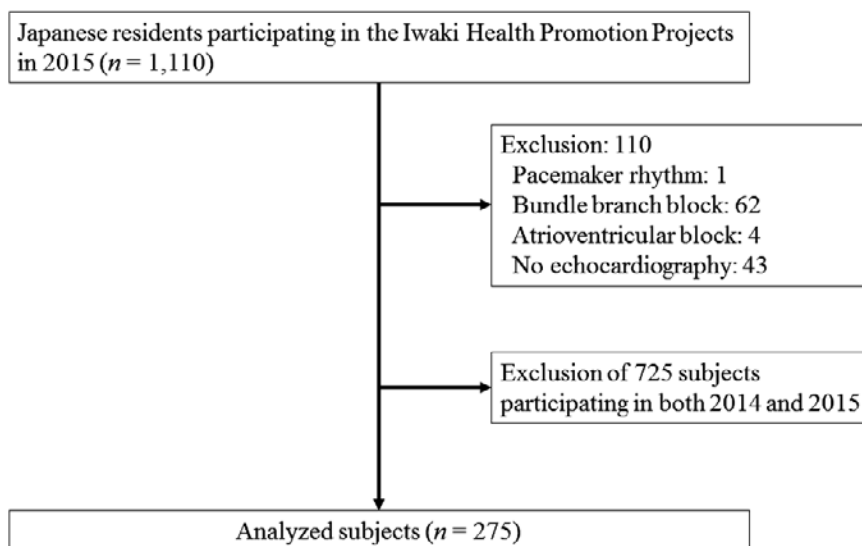 Japanese residents participating in the Iwaki Health Promotion Projects
in 2015 (n = 1,110)
Exclusion: 110
Pacemaker rhythm: 1
Bundle branch block: 62
Atrioventricular block: 4
No echocardiography: 43
Exclusion of 725 subjects
participating in both 2014 and 2015
Analyzed subjects (n = 275)